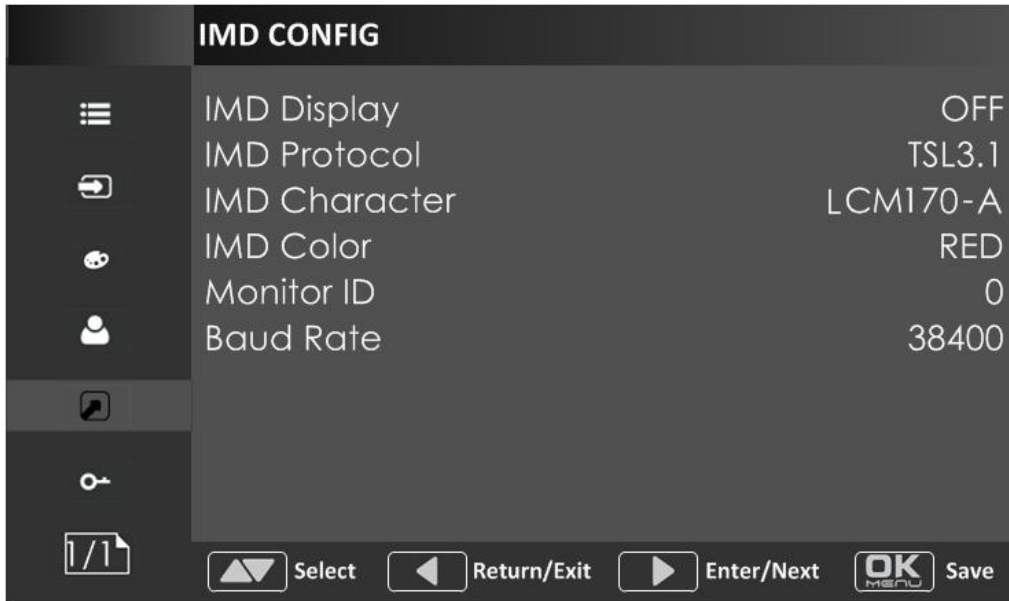 IMD CONFIG
IMD Display OFF
IMD Protocol TSL3.1
IMD Character LCM170-A
IMD Color RED
Monitor ID 0
Baud Rate 38400
1/1
Select Return/Exit Enter/Next OK MENU Save